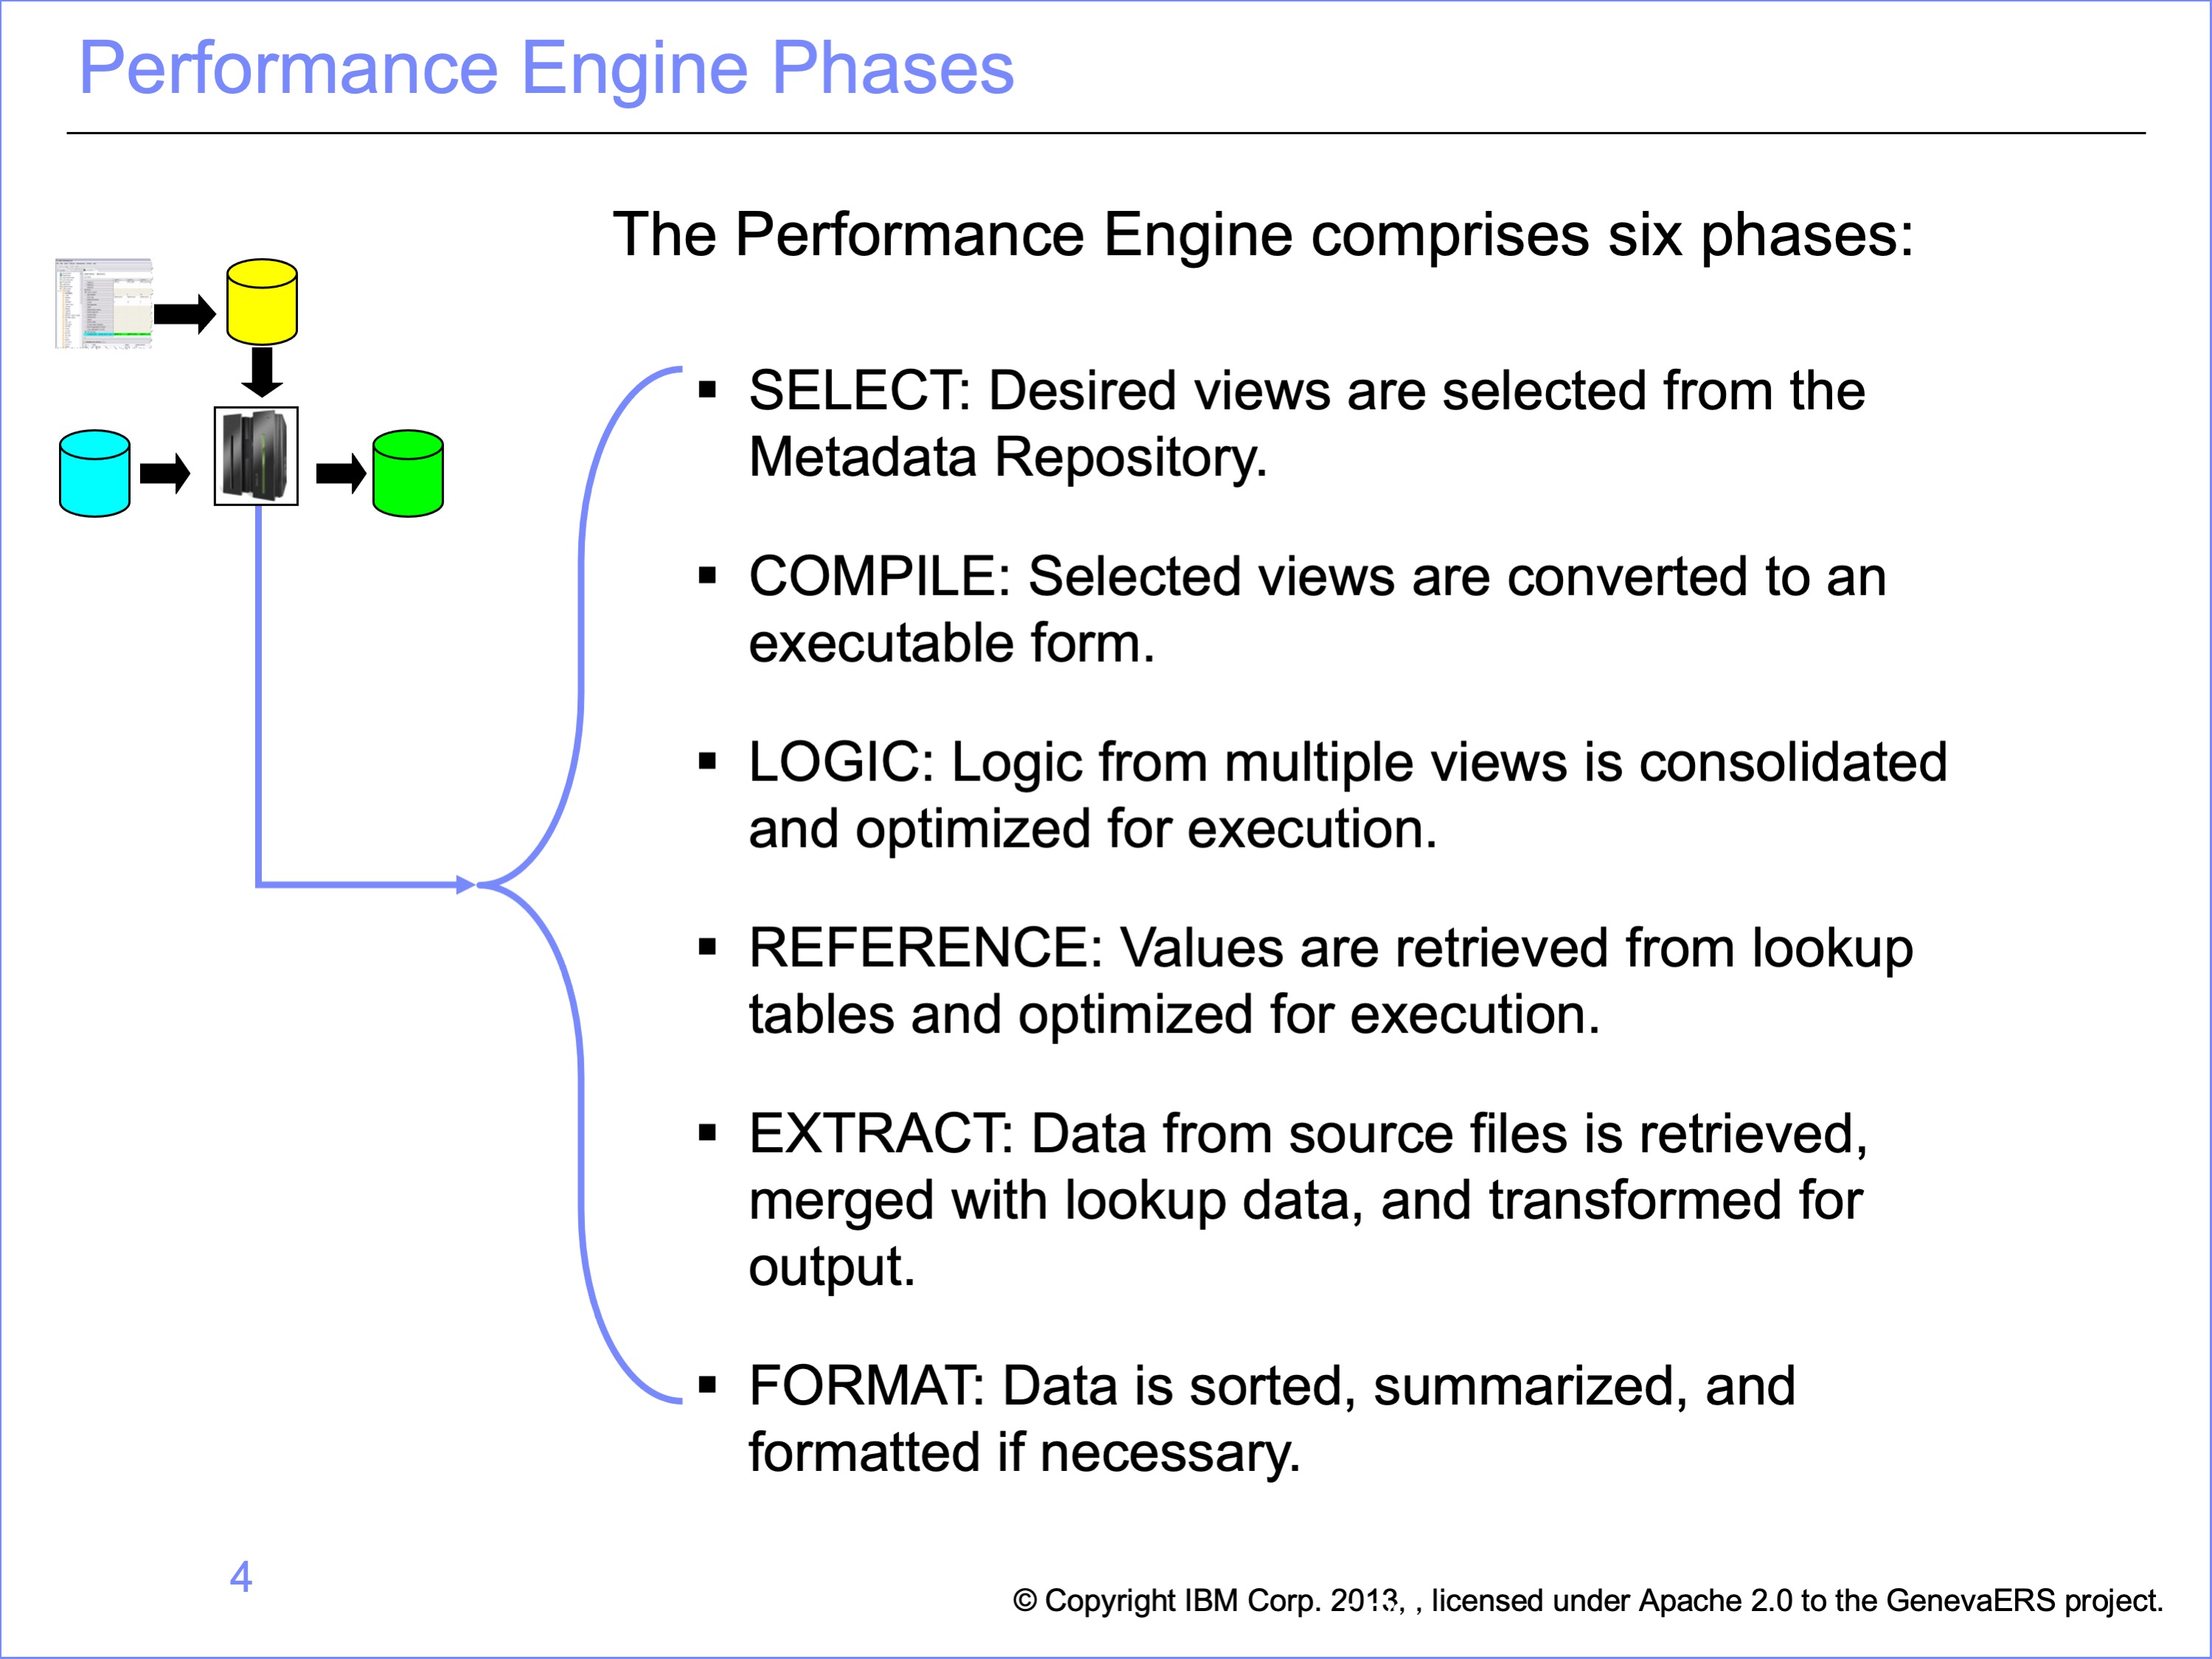 Performance Engine Phases
The Performance Engine comprises six phases:
▪ SELECT: Desired views are selected from the
Metadata Repository.
▪ COMPILE: Selected views are converted to an
executable form.
▪ LOGIC: Logic from multiple views is consolidated
and optimized for execution.
▪ REFERENCE: Values are retrieved from lookup
tables and optimized for execution.
▪ EXTRACT: Data from source files is retrieved,
merged with lookup data, and transformed for
output.
▪ FORMAT: Data is sorted, summarized, and
formatted if necessary.
4
© Copyright IBM Corp. 2013, , licensed under Apache 2.0 to the GenevaERS project.